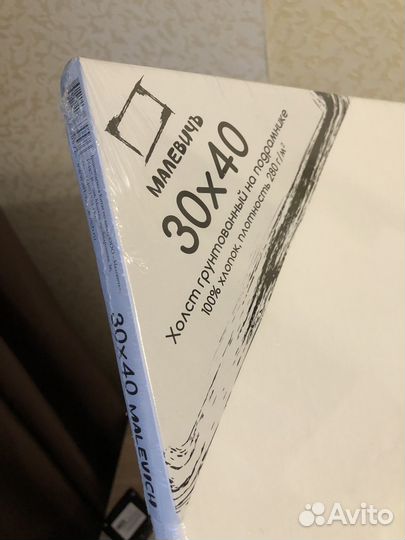 МАЛЕВИЧЪ
30x40
Холст грунтованный на подрамнике
100% хлопок, плотность 280 г/м²
30x40 MALEVICH
Avito